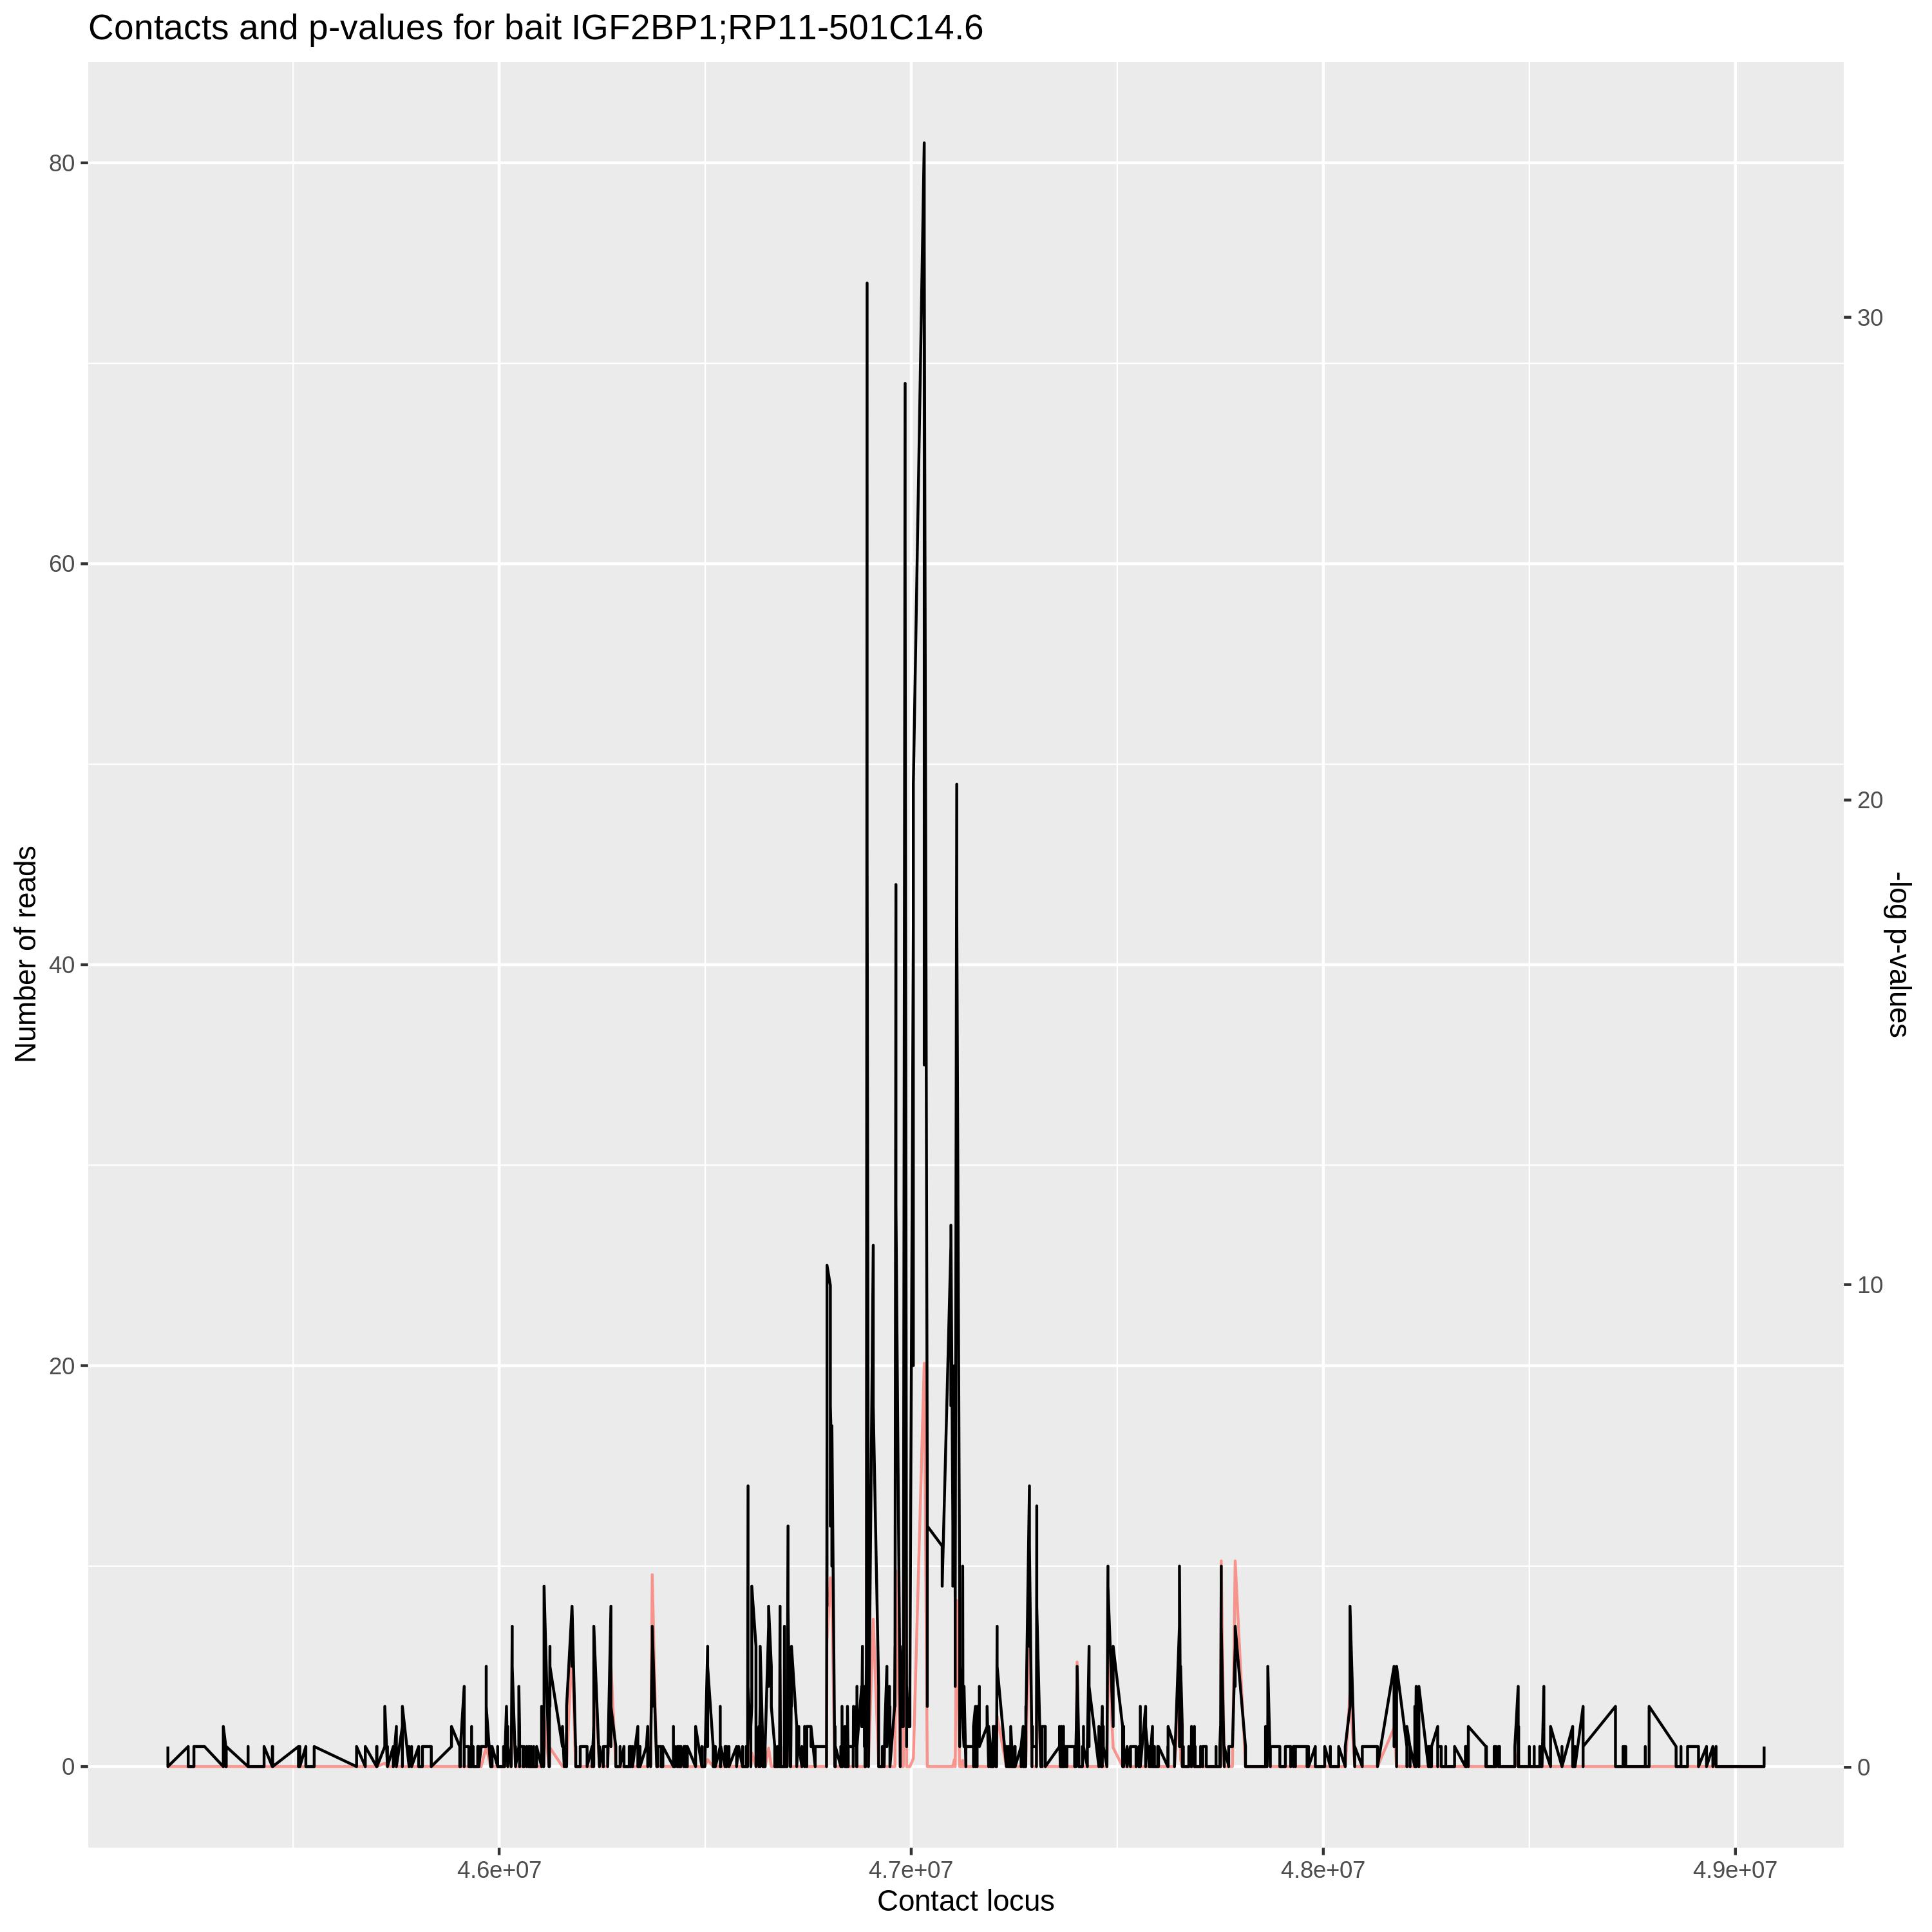 Contacts and p-values for bait IGF2BP1;RP11-501C14.6
80
60
40
20
0
Number of reads
30
20
10
0
-log p-values
4.6e+07
4.7e+07
4.8e+07
4.9e+07
Contact locus